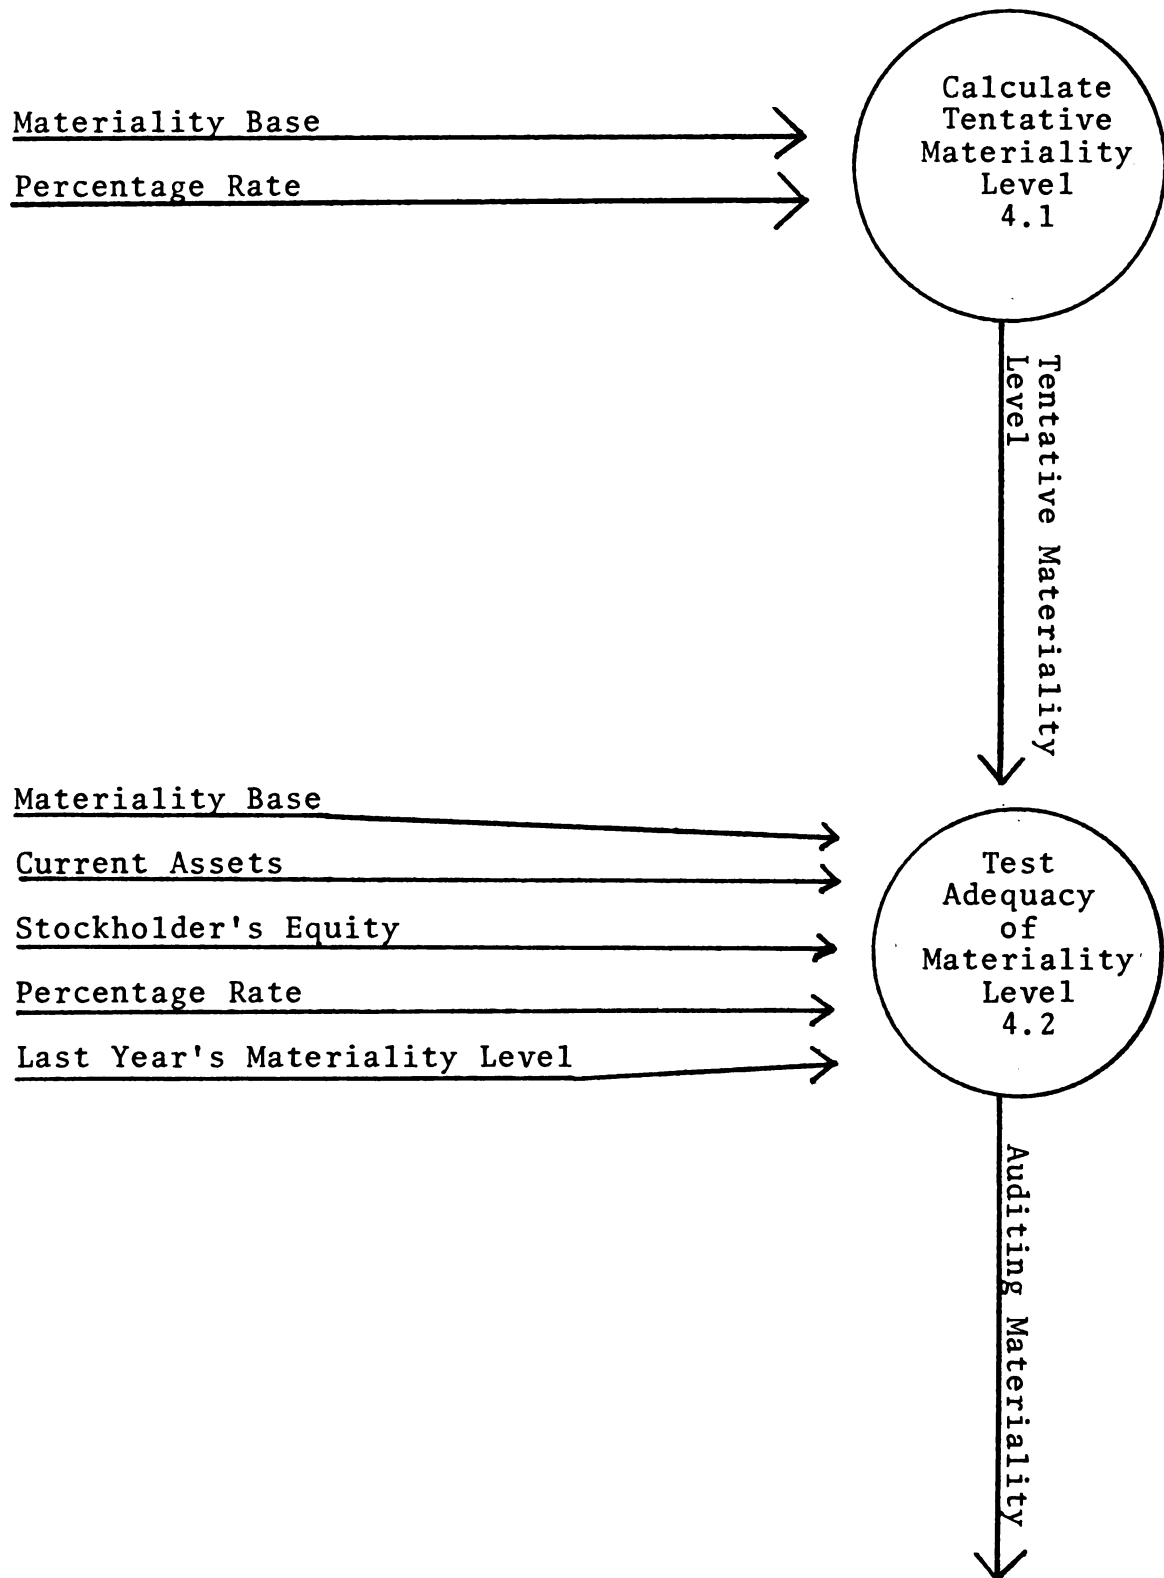 Materiality Base
Percentage Rate
Calculate
Tentative
Materiality
Level
4.1
Tentative Materiality
Level
Materiality Base
Current Assets
Stockholder's Equity
Percentage Rate
Last Year's Materiality Level
Test
Adequacy
of
Materiality
Level
4.2
Auditing Materiality